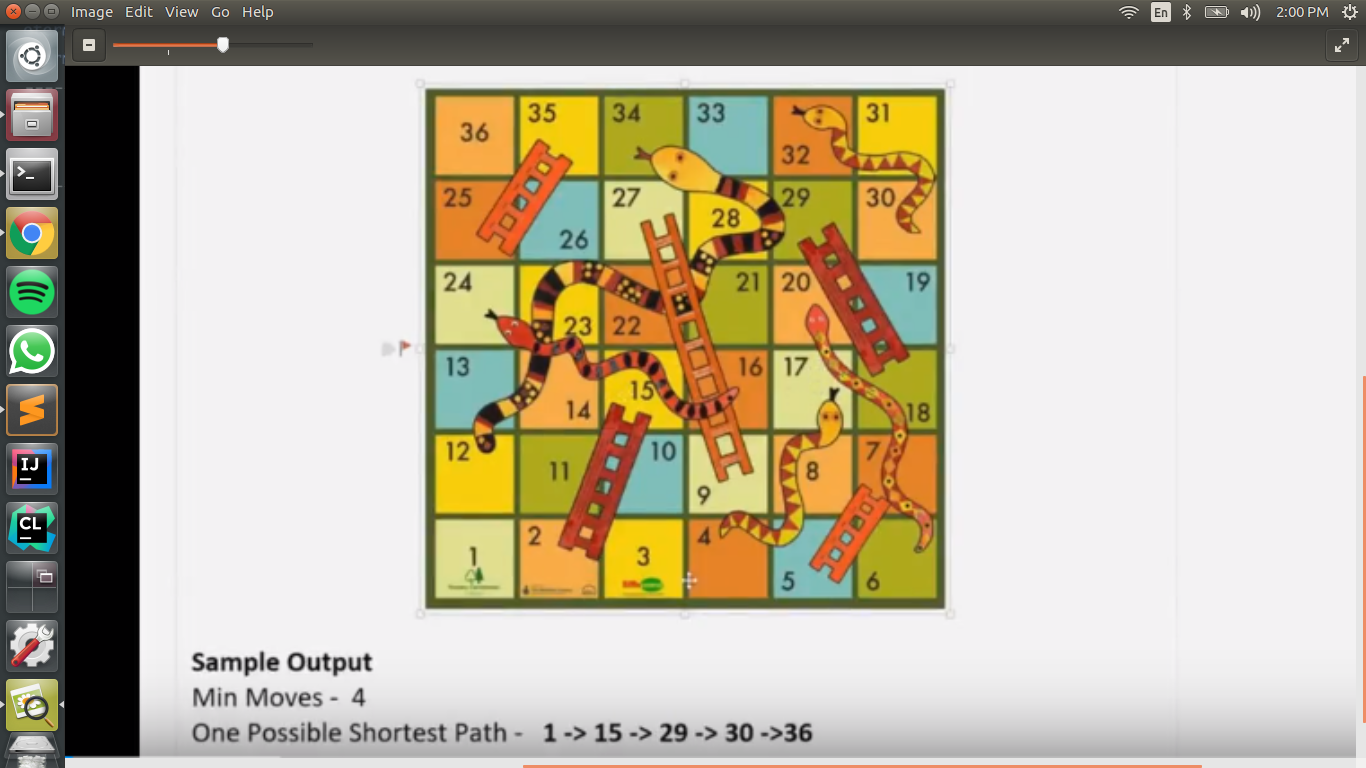 Image Edit View Go Help En 2:00 PM
36 35 34 33 32 31
25 26 27 28 29 30
24 23 22 21 20 19
13 14 15 16 17 18
12 11 10 9 8 7
1 2 3 4 5 6
IJ
CL
Sample Output
Min Moves - 4
One Possible Shortest Path - 1 -> 15 -> 29 -> 30 ->36